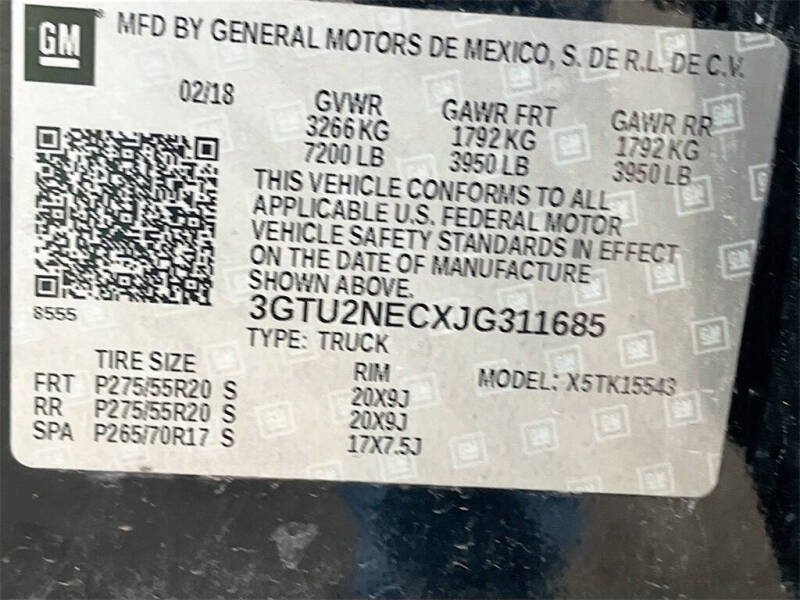 GM
MFD BY GENERAL MOTORS DE MEXICO, S. DE R.L. DE C.V.
02/18
GVWR GAWR FRT GAWR RR
3266 KG 1792 KG 1792 KG
7200 LB 3950 LB 3950 LB
THIS VEHICLE CONFORMS TO ALL
APPLICABLE U.S. FEDERAL MOTOR
VEHICLE SAFETY STANDARDS IN EFFECT
ON THE DATE OF MANUFACTURE
SHOWN ABOVE.
8555
3GTU2NECXJG311685
TYPE: TRUCK
TIRE SIZE RIM MODEL: X5TK15543
FRT P275/55R20 S 20X9J
RR P275/55R20 S 20X9J
SPA P265/70R17 S 17X7.5J